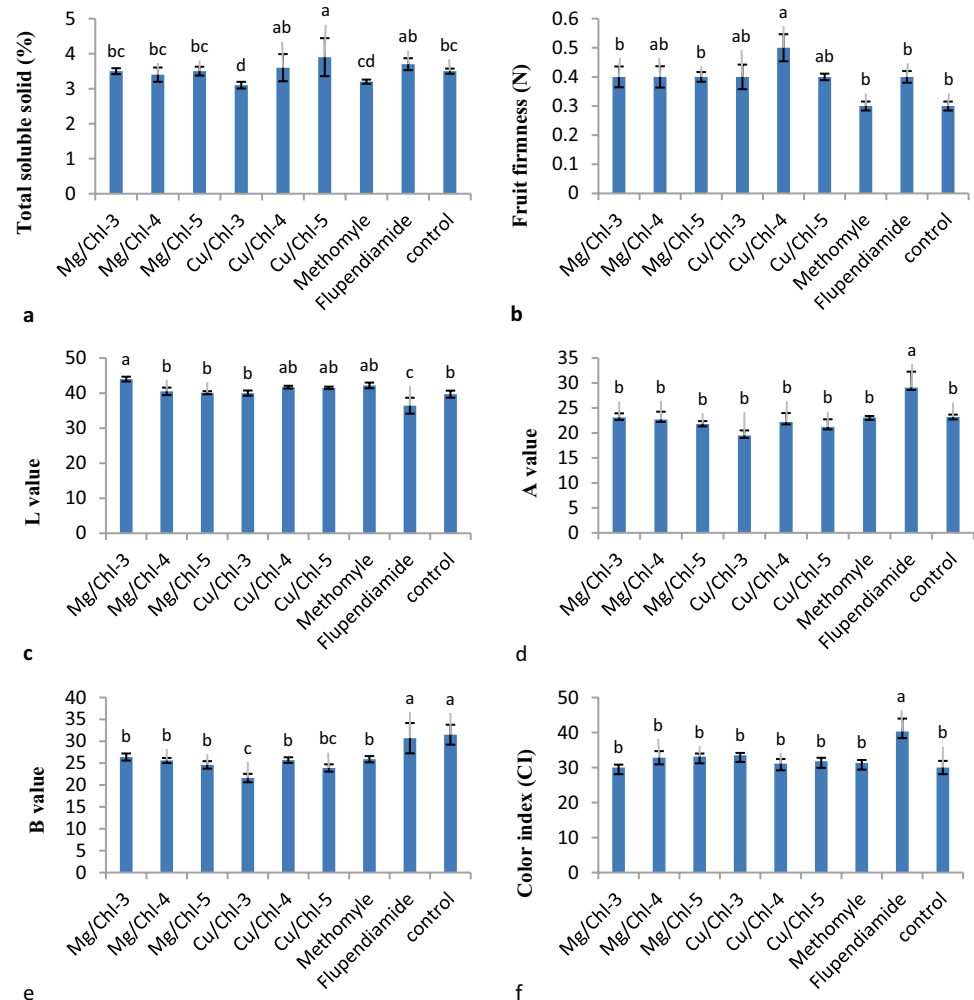 Total soluble solid (%)
5
4
3
2
1
0
bc
bc
bc
d
ab
a
cd
ab
bc
Mg/Chl-3
Mg/Chl-4
Mg/Chl-5
Cu/Chl-3
Cu/Chl-4
Cu/Chl-5
Methomyle
Flupendiamide
control
a
Fruit firmness (N)
0.6
0.5
0.4
0.3
0.2
0.1
0
b
ab
b
ab
a
ab
b
b
b
Mg/Chl-3
Mg/Chl-4
Mg/Chl-5
Cu/Chl-3
Cu/Chl-4
Cu/Chl-5
Methomyle
Flupendiamide
control
b
L value
50
40
30
20
10
0
a
b
b
b
ab
ab
ab
c
b
Mg/Chl-3
Mg/Chl-4
Mg/Chl-5
Cu/Chl-3
Cu/Chl-4
Cu/Chl-5
Methomyle
Flupendiamide
control
c
A value
35
30
25
20
15
10
5
0
b
b
b
b
b
b
b
a
b
Mg/Chl-3
Mg/Chl-4
Mg/Chl-5
Cu/Chl-3
Cu/Chl-4
Cu/Chl-5
Methomyle
Flupendiamide
control
d
B value
40
35
30
25
20
15
10
5
0
b
b
b
c
b
bc
b
a
a
Mg/Chl-3
Mg/Chl-4
Mg/Chl-5
Cu/Chl-3
Cu/Chl-4
Cu/Chl-5
Methomyle
Flupendiamide
control
e
Color index (CI)
50
40
30
20
10
0
b
b
b
b
b
b
b
a
b
Mg/Chl-3
Mg/Chl-4
Mg/Chl-5
Cu/Chl-3
Cu/Chl-4
Cu/Chl-5
Methomyle
Flupendiamide
control
f